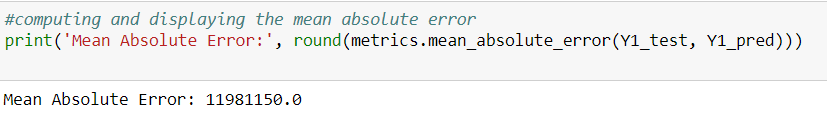 #computing and displaying the mean absolute error
print('Mean Absolute Error:', round(metrics.mean_absolute_error(Y1_test, Y1_pred)))
Mean Absolute Error: 11981150.0